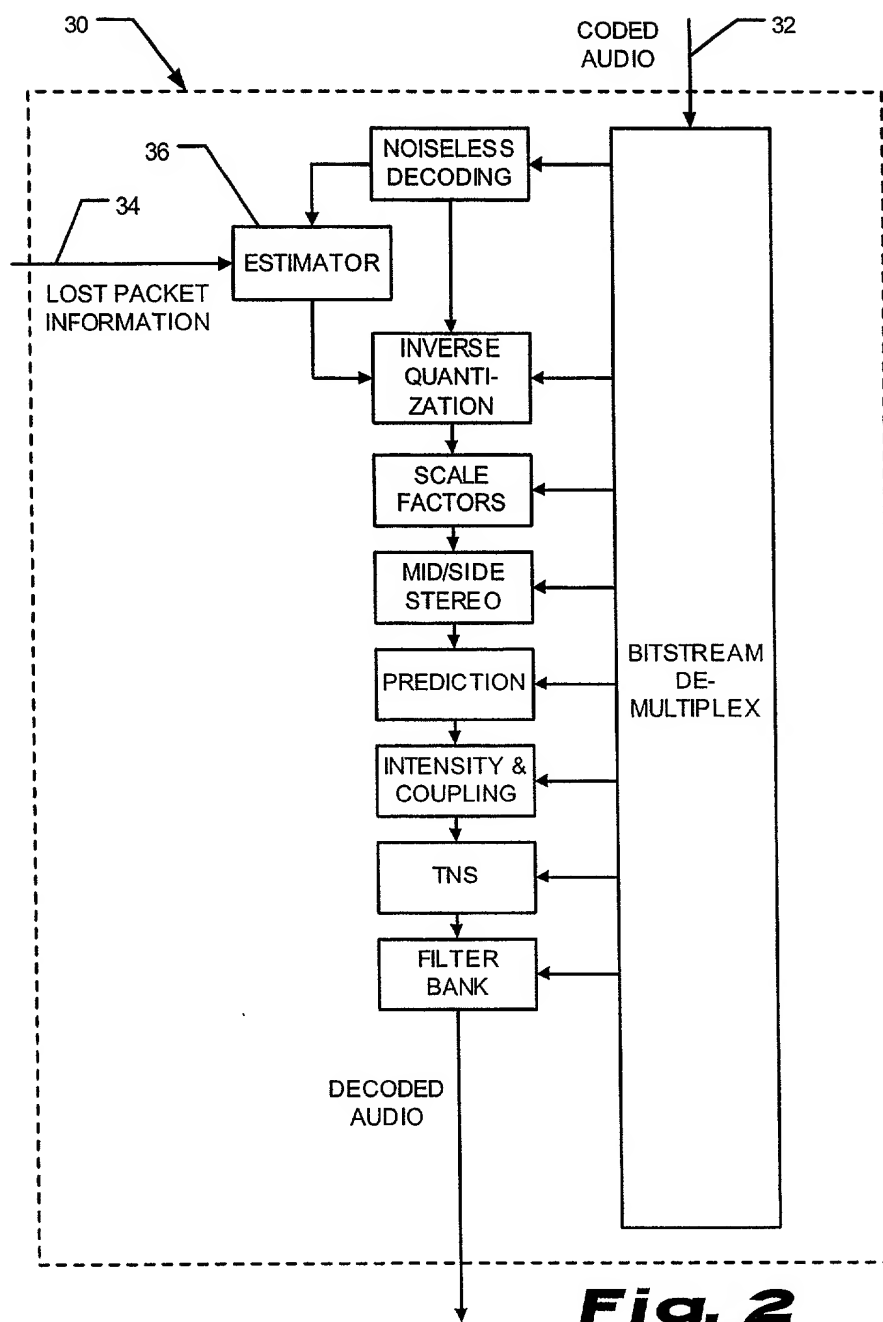 30
CODED
AUDIO
32
36
NOISELESS
DECODING
34
ESTIMATOR
LOST PACKET
INFORMATION
INVERSE
QUANTI-
ZATION
SCALE
FACTORS
MID/SIDE
STEREO
PREDICTION
BITSTREAM
DE-
MULTIPLEX
INTENSITY &
COUPLING
TNS
FILTER
BANK
DECODED
AUDIO
Fig. 2